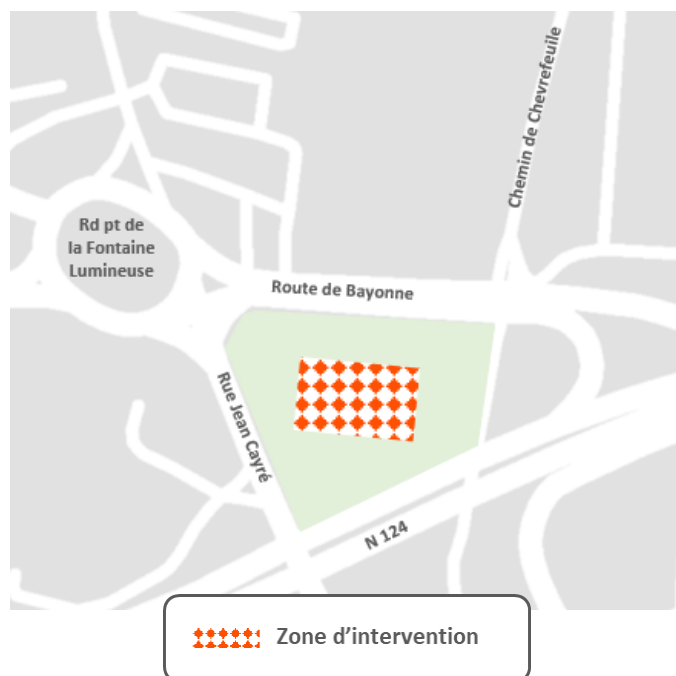 Chemin de Chevrefeuile
Rd pt de
la Fontaine
Lumineuse
Route de Bayonne
Rue Jean Cayré
N 124
Zone d’intervention